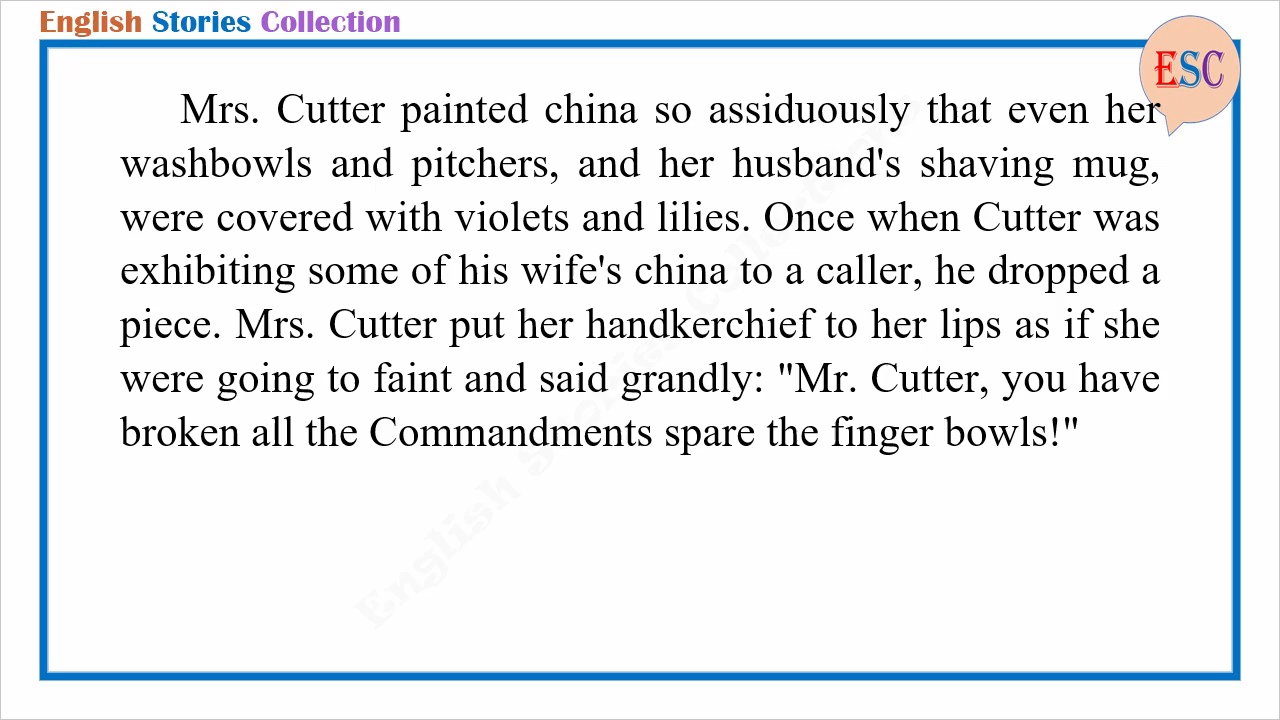 English Stories Collection
ESC
Mrs. Cutter painted china so assiduously that even her
washbowls and pitchers, and her husband's shaving mug,
were covered with violets and lilies. Once when Cutter was
exhibiting some of his wife's china to a caller, he dropped a
piece. Mrs. Cutter put her handkerchief to her lips as if she
were going to faint and said grandly: "Mr. Cutter, you have
broken all the Commandments spare the finger bowls!"
English Stories Collections